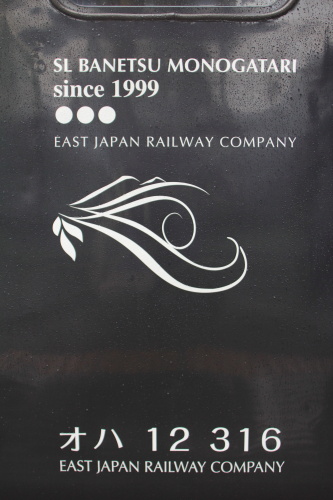 SL BANETSU MONOGATARI
since 1999
EAST JAPAN RAILWAY COMPANY
オハ 12 316
EAST JAPAN RAILWAY COMPANY